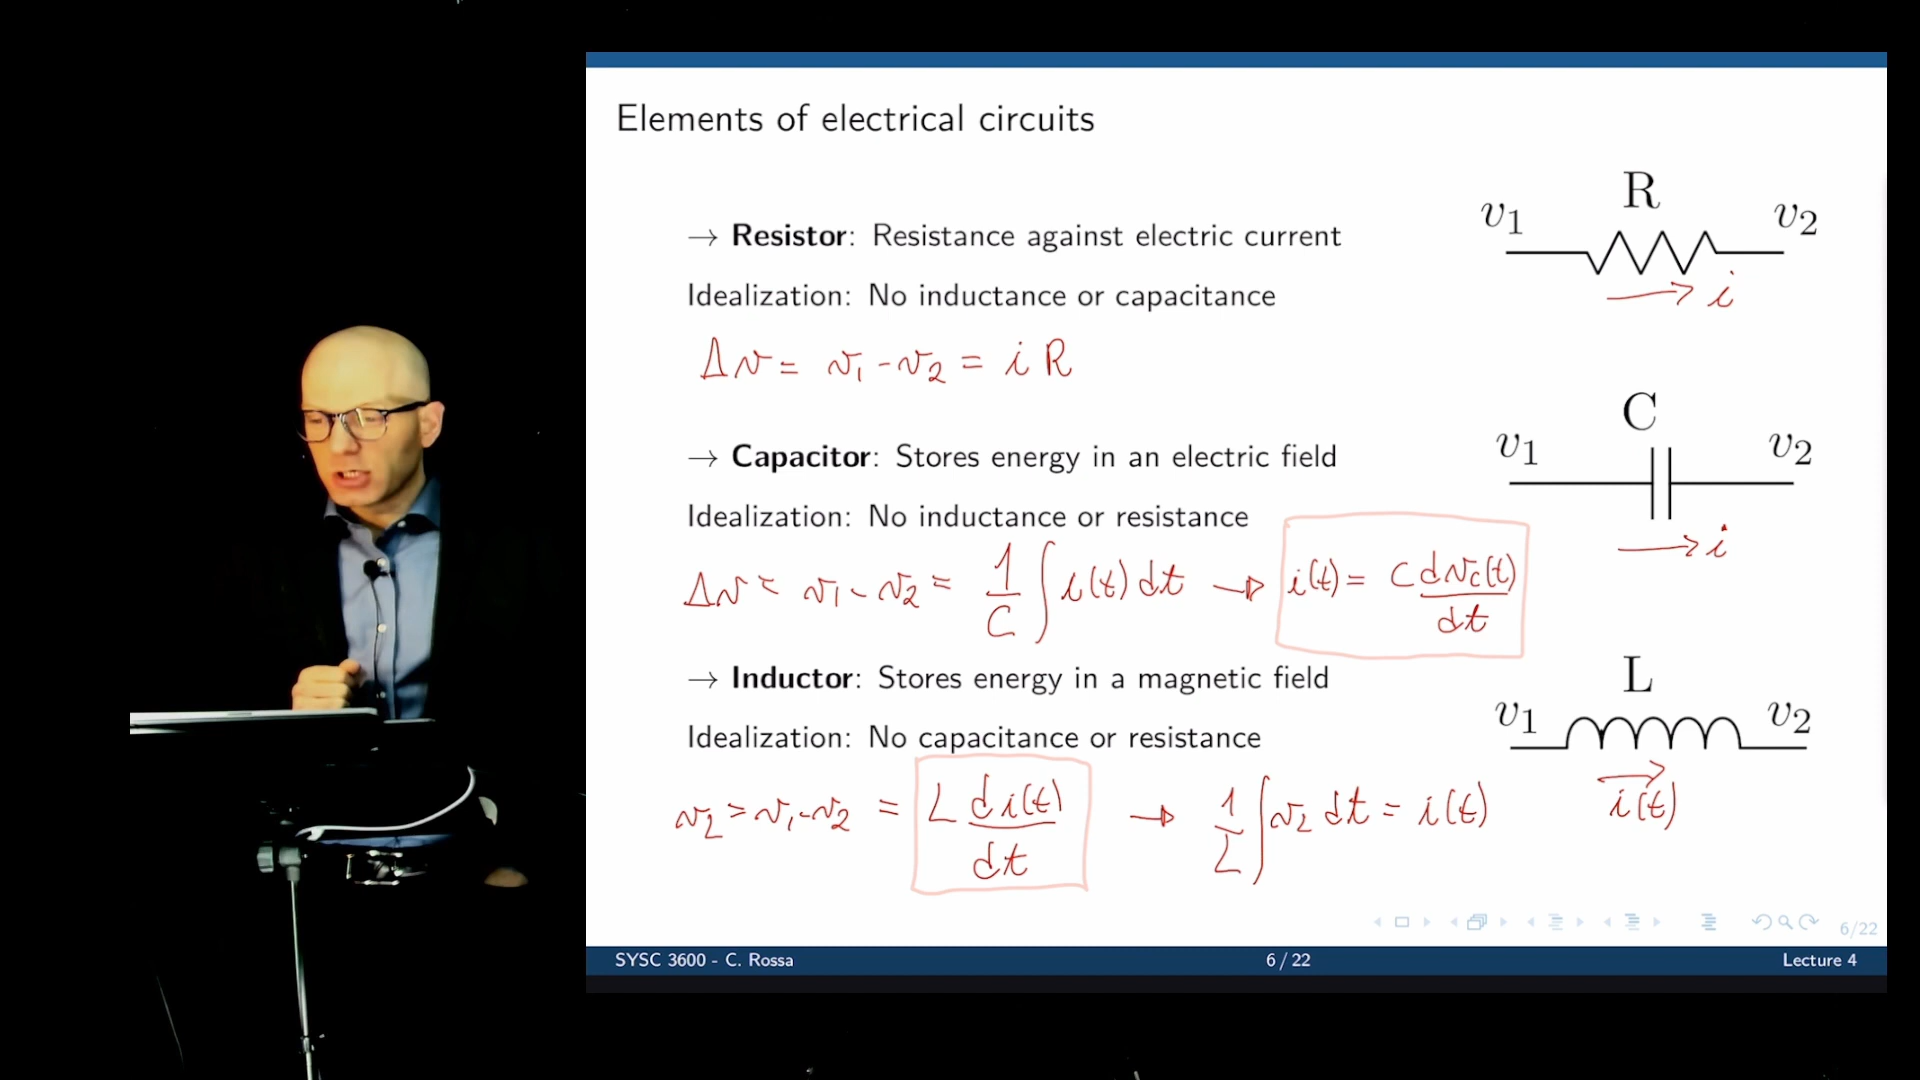 Elements of electrical circuits
→ Resistor: Resistance against electric current
Idealization: No inductance or capacitance
Δv = v₁ - v₂ = i R
R
v₁ v₂
→ i
→ Capacitor: Stores energy in an electric field
Idealization: No inductance or resistance
Δv = v₁ - v₂ = 1/C ∫ i(t) dt → i(t) = C dv_c(t)/dt
C
v₁ v₂
→ i
→ Inductor: Stores energy in a magnetic field
Idealization: No capacitance or resistance
v_L = v₁ - v₂ = L di(t)/dt → 1/L ∫ v_L dt = i(t)
L
v₁ v₂
→ i(t)
6/22
SYSC 3600 - C. Rossa 6 / 22 Lecture 4